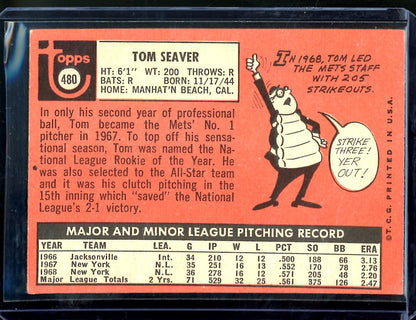 topps
480
TOM SEAVER
HT: 6'1" WT: 200 THROWS: R
BATS: R BORN: 11/17/44
HOME: MANHAT'N BEACH, CAL.
In only his second year of professional
ball, Tom became the Mets' No. 1
pitcher in 1967. To top off his sen-
sational season, Tom was named the Na-
tional League Rookie of the Year. He
was also selected to the All-Star team
and it was his clutch pitching in the
15th inning which "saved" the National
League's 2-1 victory.
IN 1968, TOM LED
THE METS STAFF
WITH 205
STRIKEOUTS.
STRIKE
THREE!
YER
OUT!
© T.C.G. PRINTED IN U.S.A.
MAJOR AND MINOR LEAGUE PITCHING RECORD
YEAR TEAM LEA. G IP W L PCT SO BB ERA
1966 Jacksonville Int. 34 210 12 12 .500 188 66 3.13
1967 New York N.L. 35 251 16 13 .552 170 78 2.76
1968 New York N.L. 36 278 16 12 .571 205 48 2.20
Major League Totals 2 Yrs. 71 529 32 25 .561 375 126 2.47